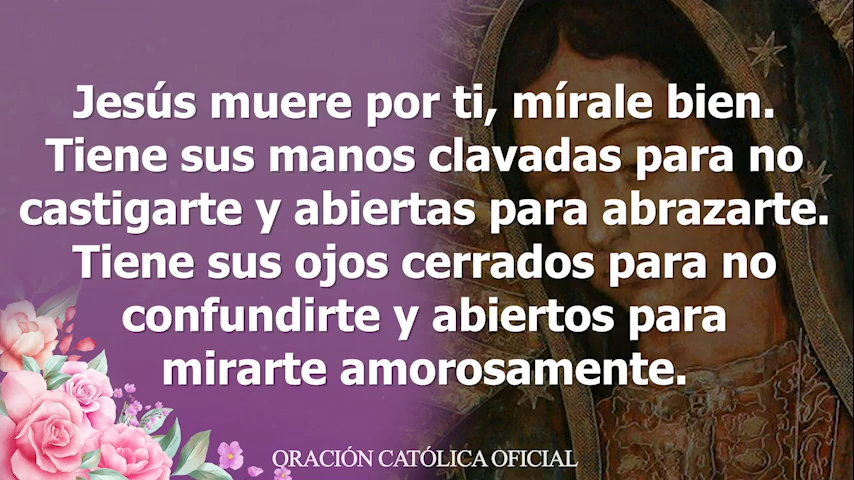 Jesús muere por ti, mírale bien.
Tiene sus manos clavadas para no
castigarte y abiertas para abrazarte.
Tiene sus ojos cerrados para no
confundirte y abiertos para
mirarte amorosamente.
ORACIÓN CATÓLICA OFICIAL